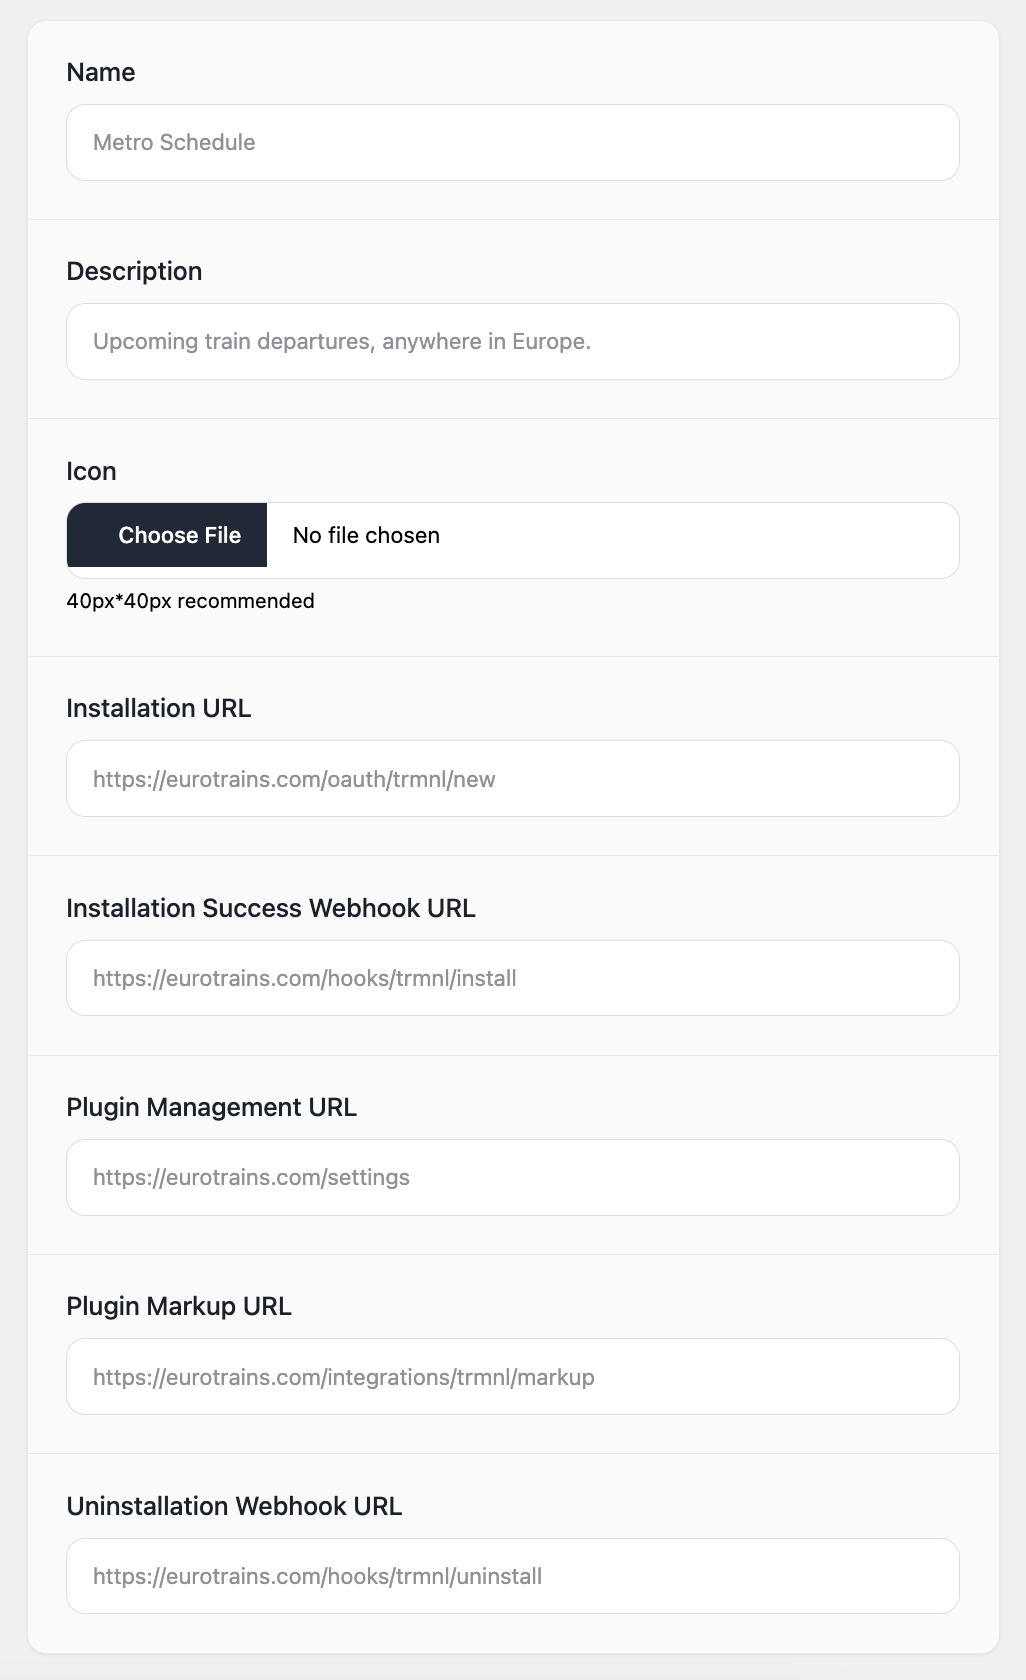 Name
Metro Schedule
Description
Upcoming train departures, anywhere in Europe.
Icon
Choose File No file chosen
40px*40px recommended
Installation URL
https://eurotrains.com/oauth/trmnl/new
Installation Success Webhook URL
https://eurotrains.com/hooks/trmnl/install
Plugin Management URL
https://eurotrains.com/settings
Plugin Markup URL
https://eurotrains.com/integrations/trmnl/markup
Uninstallation Webhook URL
https://eurotrains.com/hooks/trmnl/uninstall